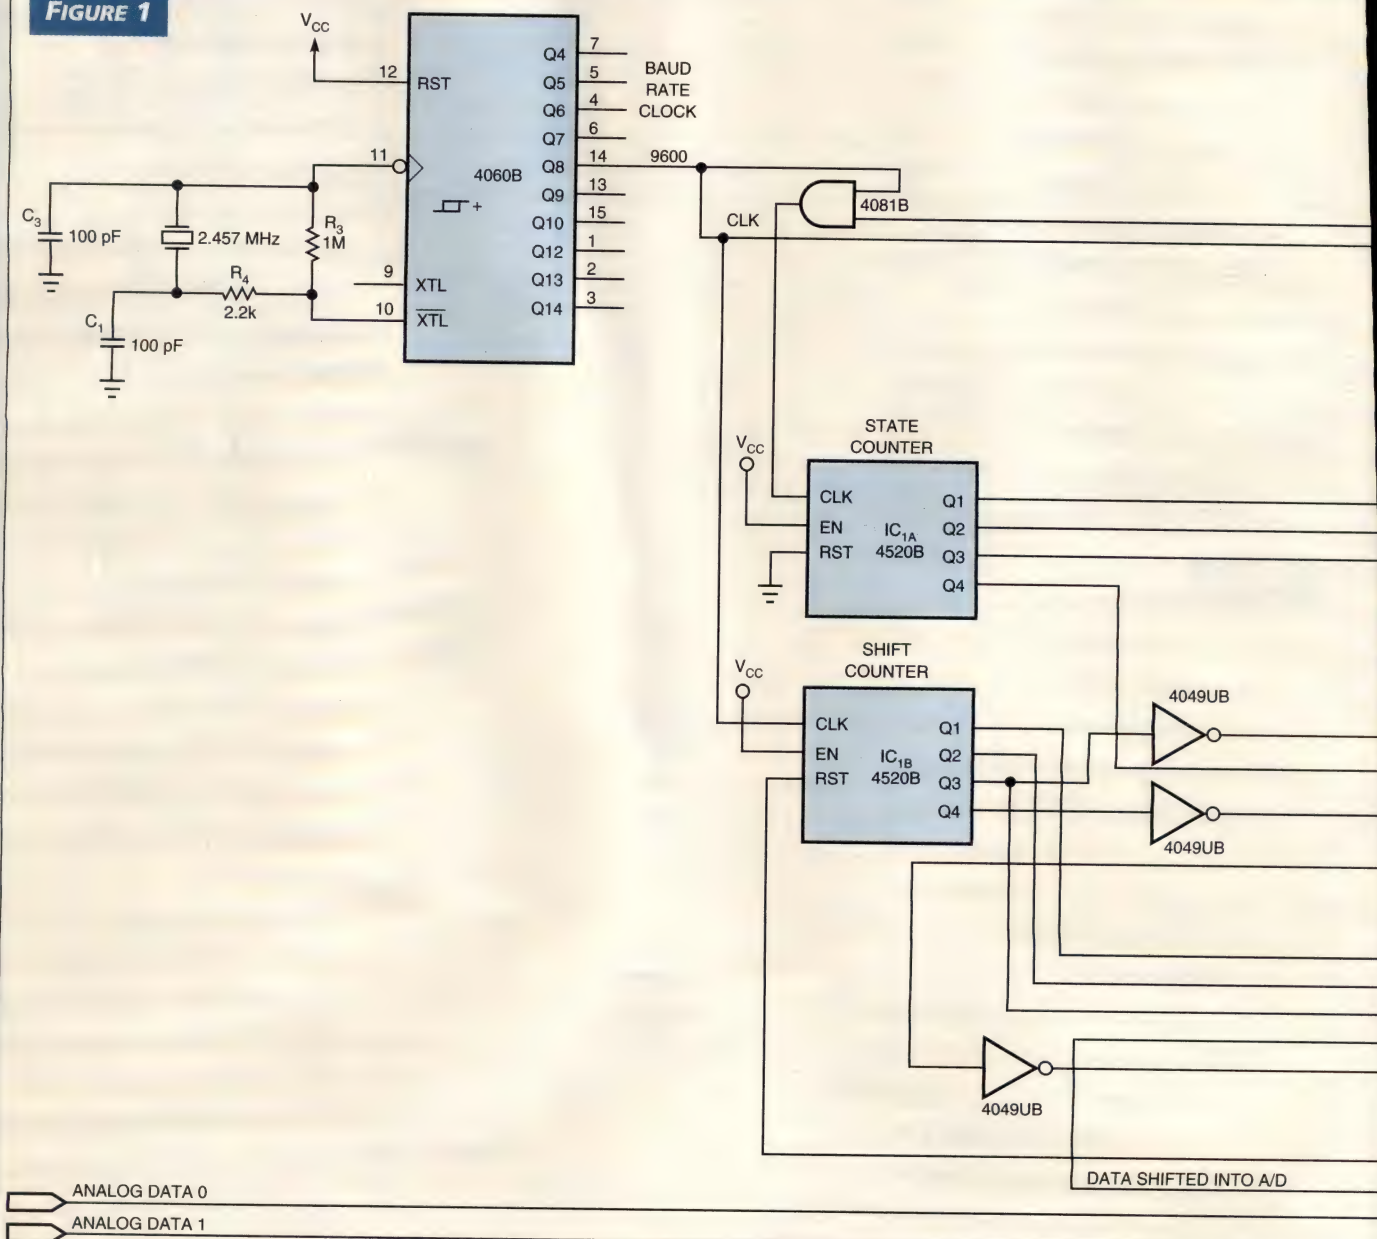 FIGURE 1
V_CC
12
RST
11
4060B
+
9
XTL
10
XTL
Q4
7
Q5
5
Q6
4
Q7
6
Q8
14
Q9
13
Q10
15
Q12
1
Q13
2
Q14
3
BAUD
RATE
CLOCK
9600
4081B
CLK
C3
100 pF
2.457 MHz
R3
1M
R4
2.2k
C1
100 pF
STATE
COUNTER
V_CC
CLK
EN
RST
IC1A
4520B
Q1
Q2
Q3
Q4
SHIFT
COUNTER
V_CC
CLK
EN
RST
IC1B
4520B
Q1
Q2
Q3
Q4
4049UB
4049UB
4049UB
DATA SHIFTED INTO A/D
ANALOG DATA 0
ANALOG DATA 1